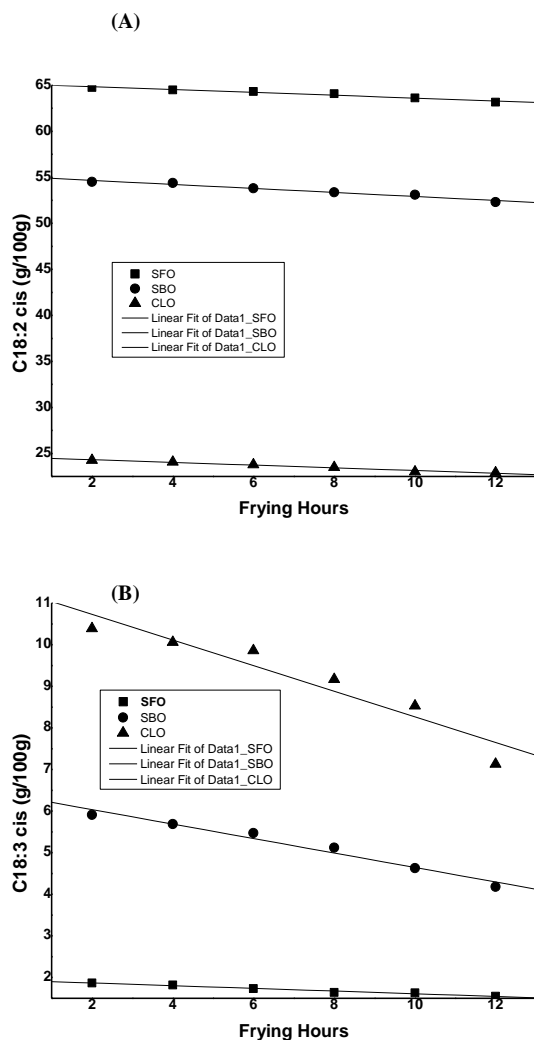 (A)
65
60
55
50
45
40
35
30
25
C18:2 cis (g/100g)
SFO
SBO
CLO
Linear Fit of Data1_SFO
Linear Fit of Data1_SBO
Linear Fit of Data1_CLO
2 4 6 8 10 12
Frying Hours
(B)
11
10
9
8
7
6
5
4
3
2
C18:3 cis (g/100g)
SFO
SBO
CLO
Linear Fit of Data1_SFO
Linear Fit of Data1_SBO
Linear Fit of Data1_CLO
2 4 6 8 10 12
Frying Hours